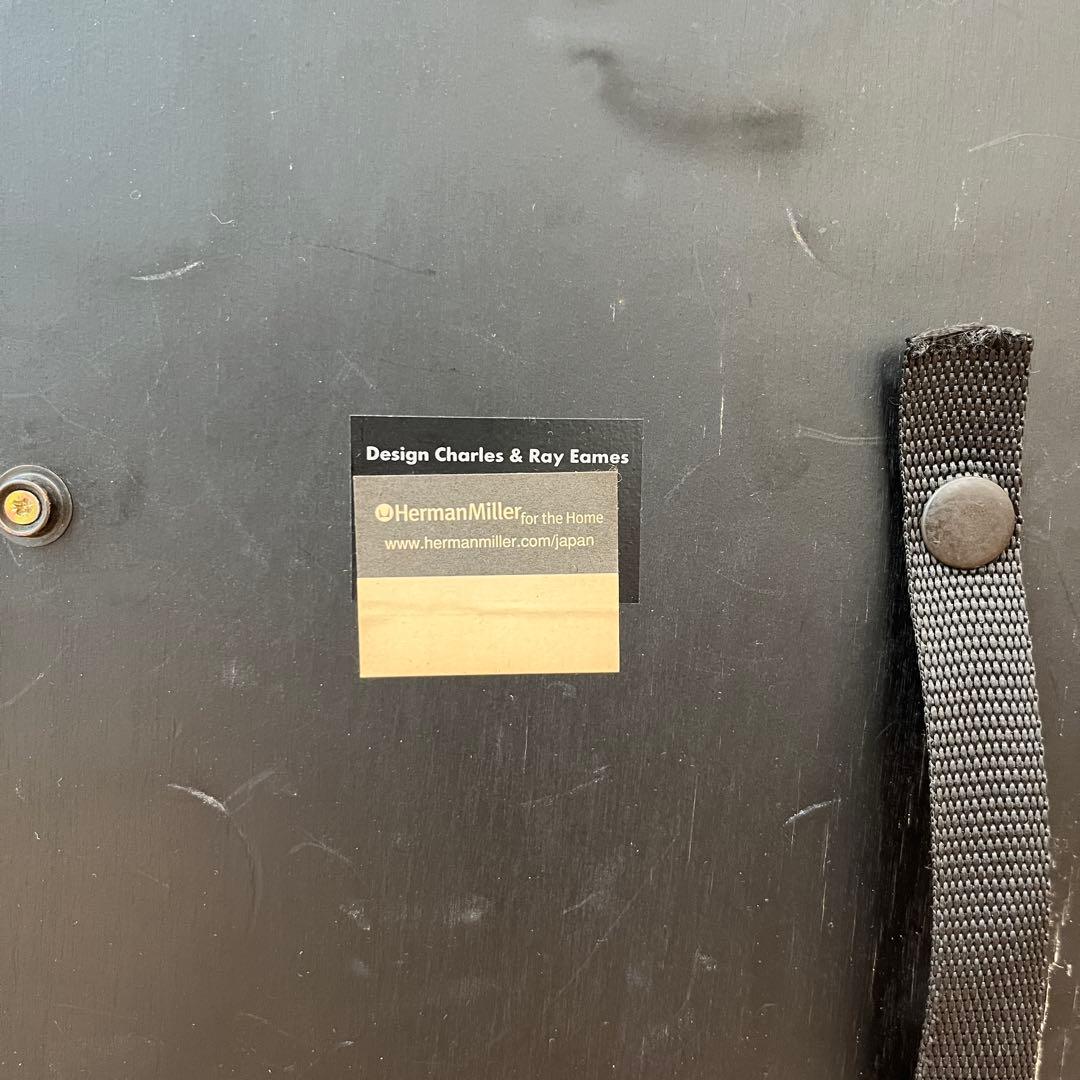 Design Charles & Ray Eames
HermanMiller for the Home
www.hermanmiller.com/japan